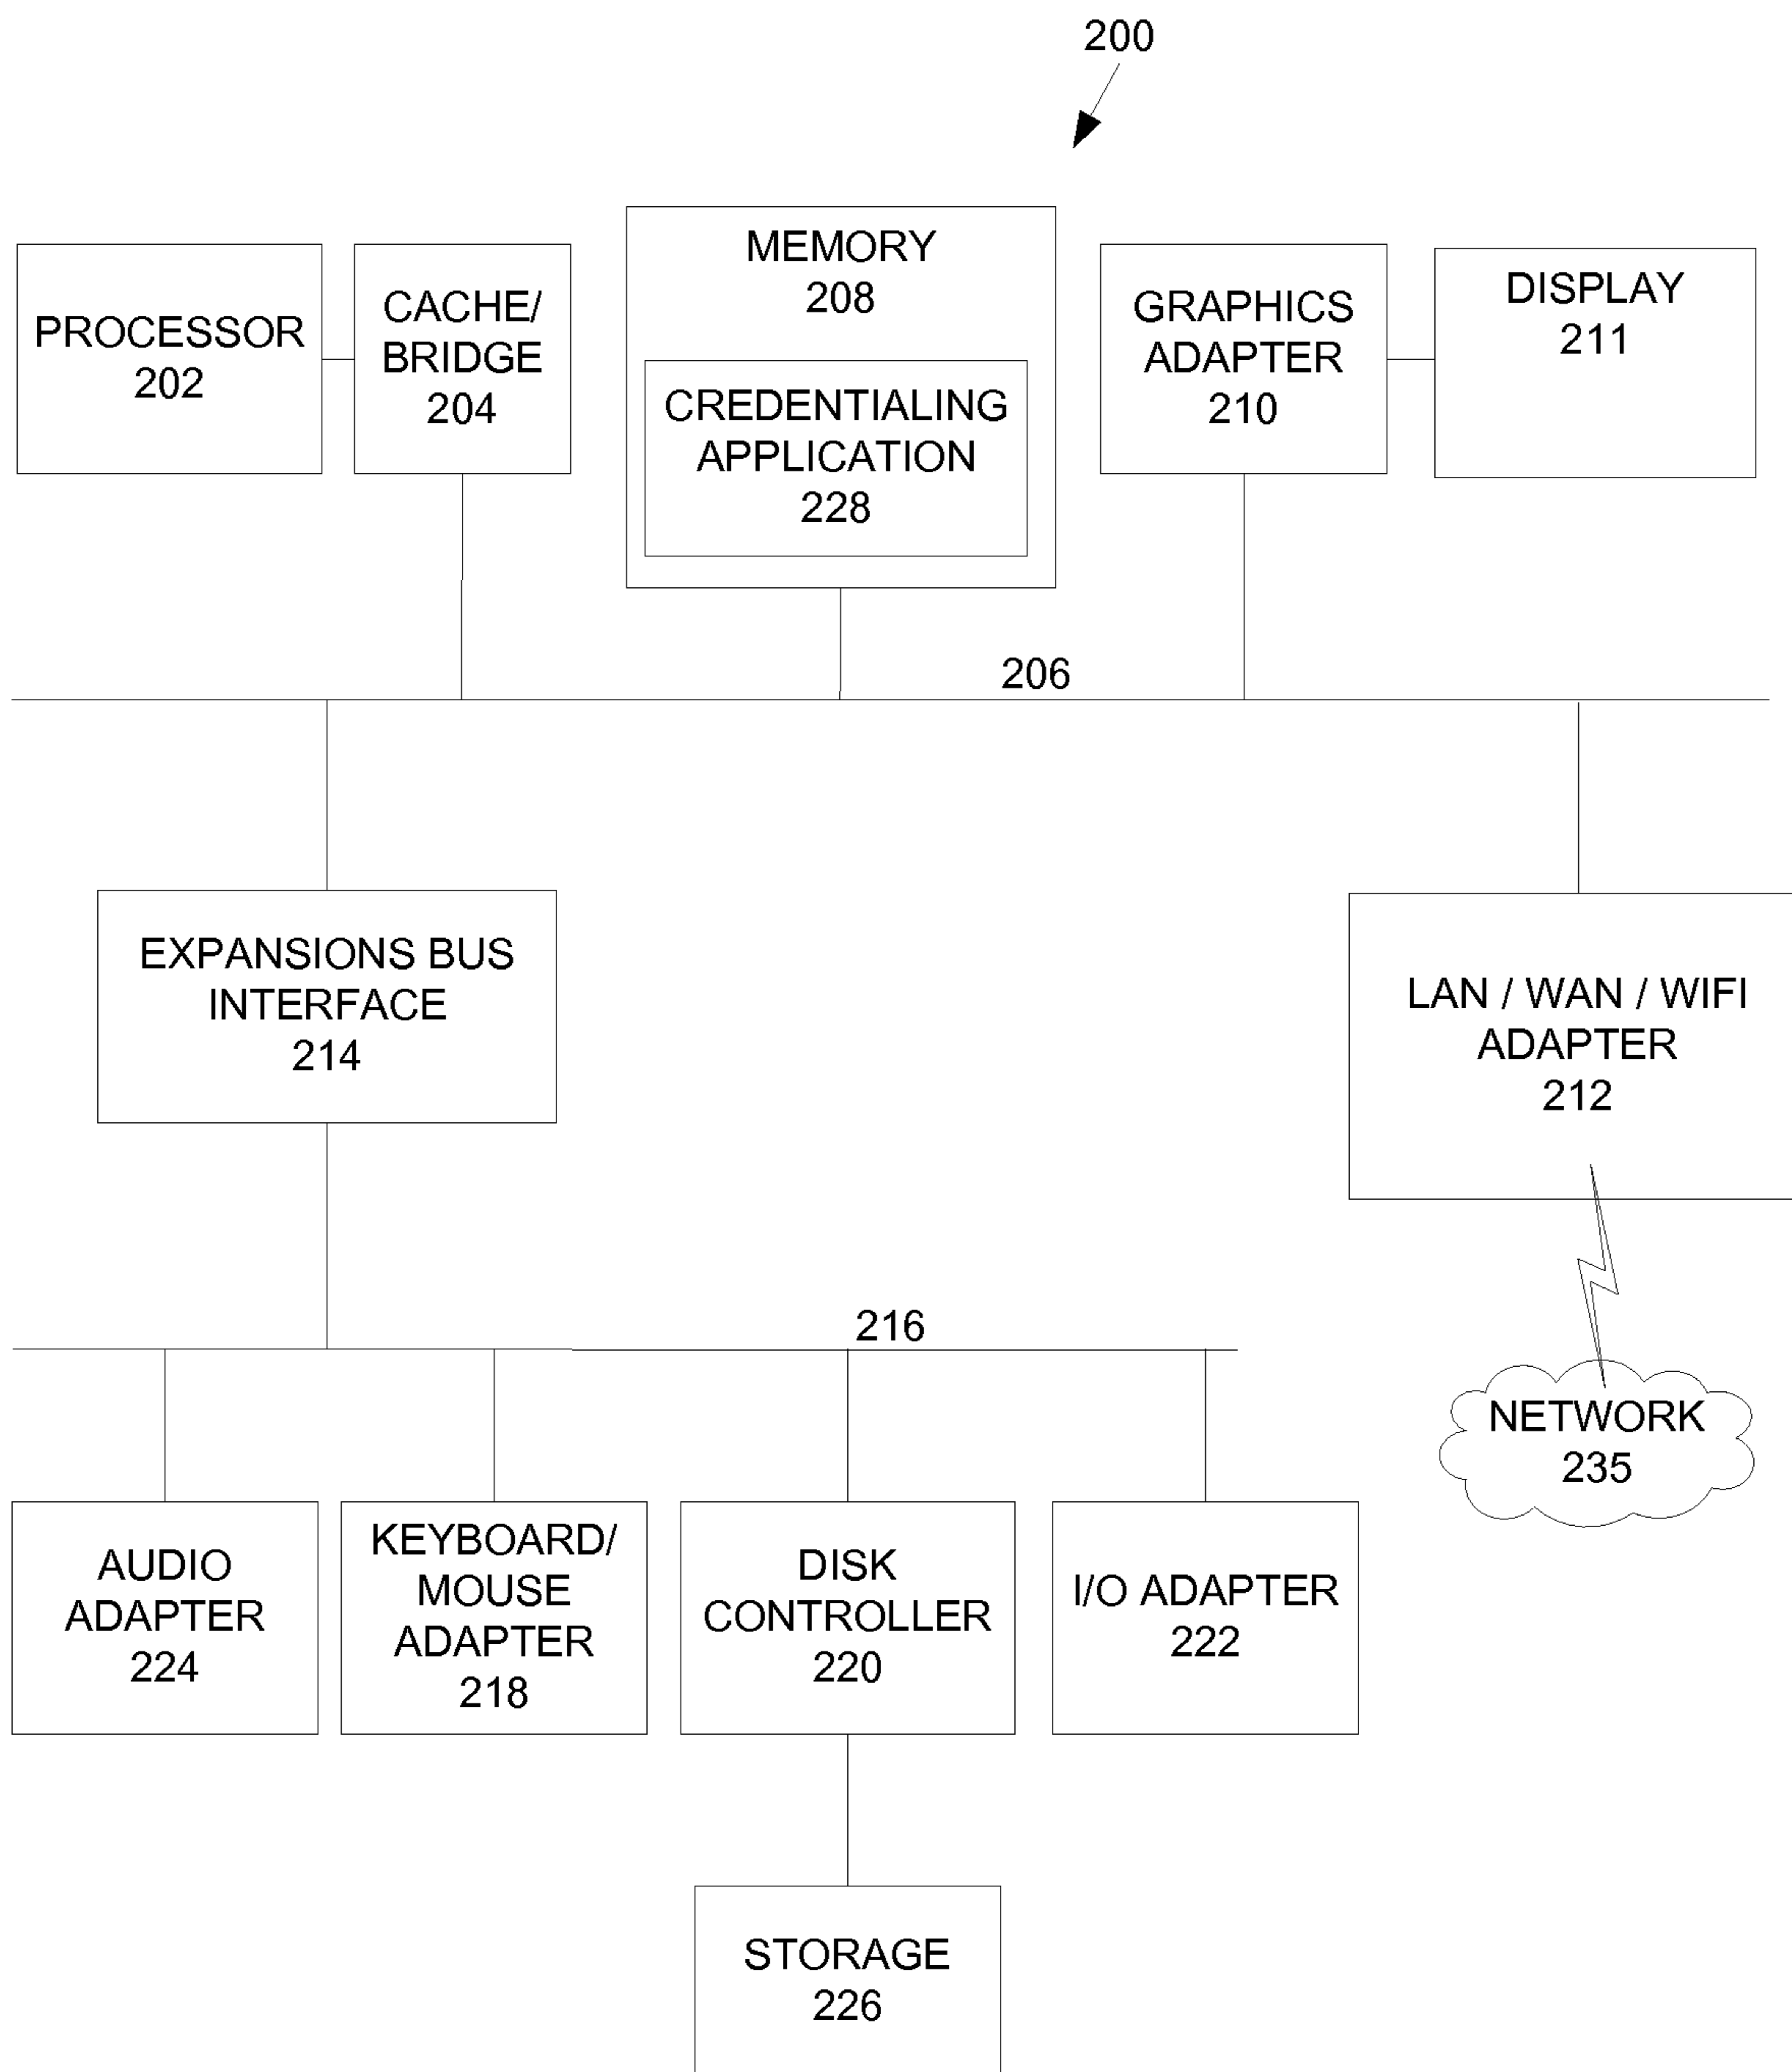 200
PROCESSOR
202
CACHE/
BRIDGE
204
MEMORY
208
CREDENTIALING
APPLICATION
228
GRAPHICS
ADAPTER
210
DISPLAY
211
206
EXPANSIONS BUS
INTERFACE
214
LAN / WAN / WIFI
ADAPTER
212
216
NETWORK
235
AUDIO
ADAPTER
224
KEYBOARD/
MOUSE
ADAPTER
218
DISK
CONTROLLER
220
I/O ADAPTER
222
STORAGE
226